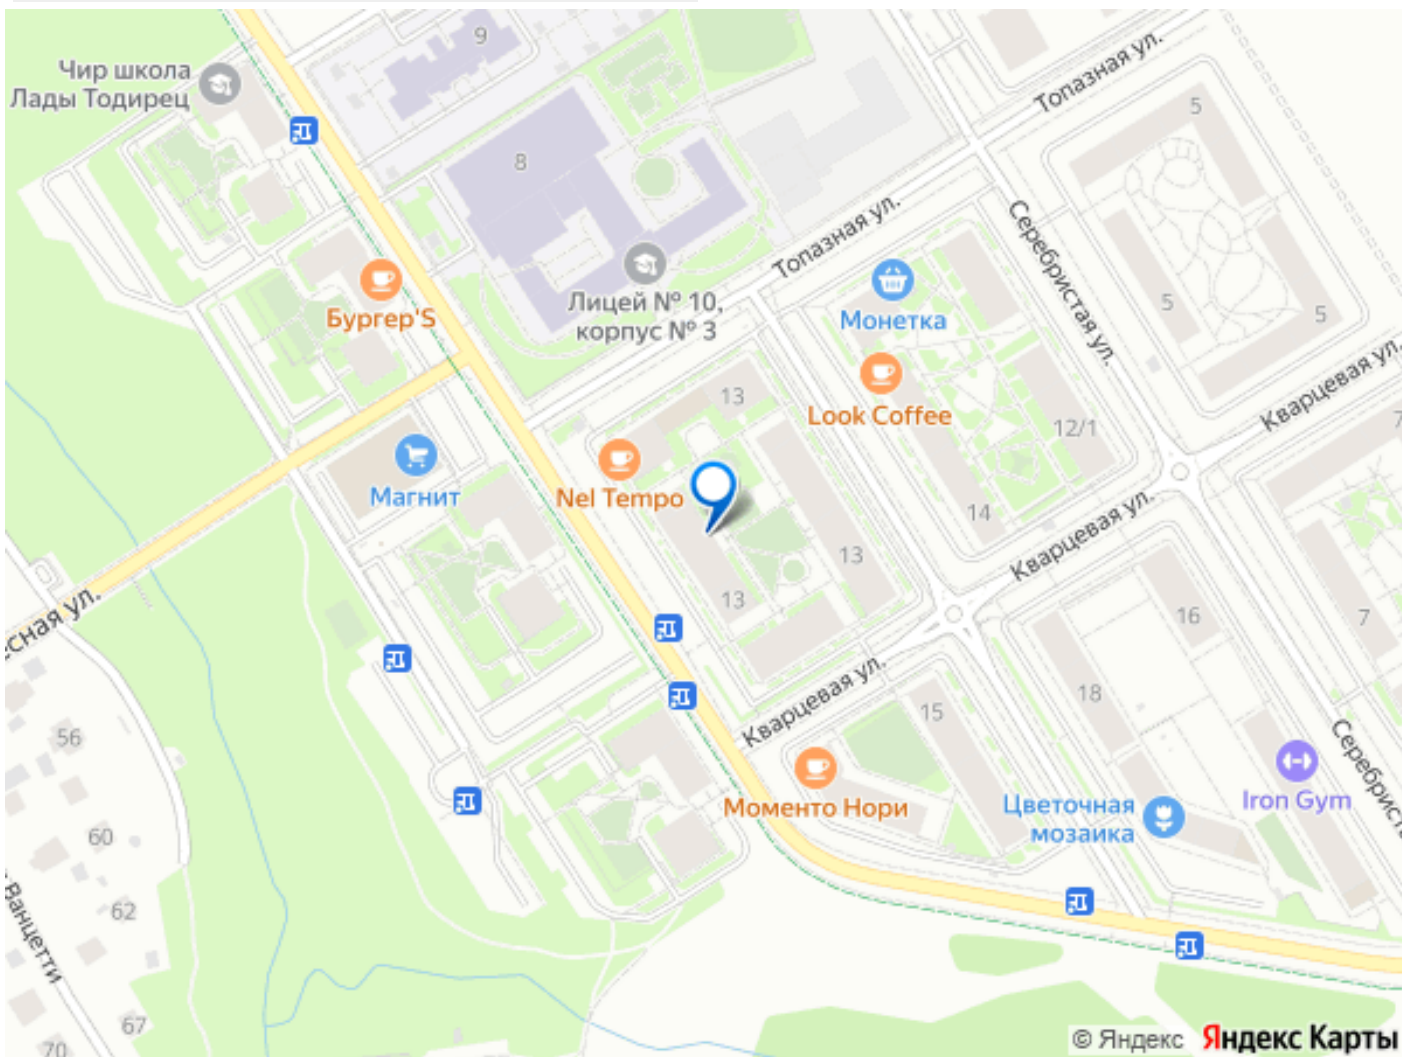 9
Чир школа
Лады Тодирец
Топазная ул.
5
8
Серебристая ул.
Топазная ул.
Лицей № 10,
корпус № 3
Бургер'S
Монетка
5
5
Кварцевая ул.
Look Coffee
13
12/1
7
Магнит
Nel Tempo
14
Кварцевая ул.
13
13
16
7
сная ул.
Кварцевая ул.
18
15
56
Моменто Нори
Цветочная
мозаика
Iron Gym
Серебрист
60
62
Ванцетти
67
70
© Яндекс Яндекс Карты